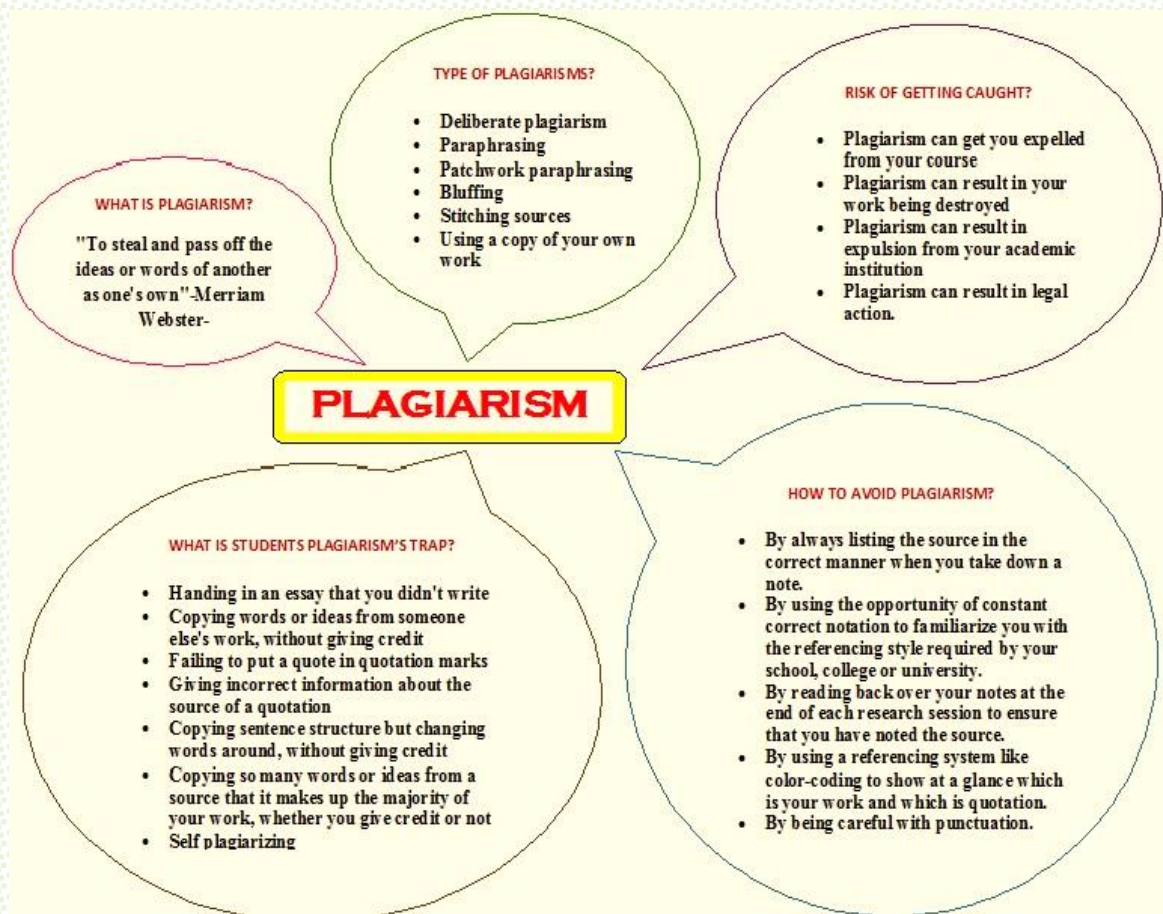 TYPE OF PLAGIARISMS?
• Deliberate plagiarism
• Paraphrasing
• Patchwork paraphrasing
• Bluffing
• Stitching sources
• Using a copy of your own
work
RISK OF GETTING CAUGHT?
• Plagiarism can get you expelled
from your course
• Plagiarism can result in your
work being destroyed
• Plagiarism can result in
expulsion from your academic
institution
• Plagiarism can result in legal
action.
WHAT IS PLAGIARISM?
"To steal and pass off the
ideas or words of another
as one's own"-Merriam
Webster-
PLAGIARISM
WHAT IS STUDENTS PLAGIARISM'S TRAP?
• Handing in an essay that you didn't write
• Copying words or ideas from someone
else's work, without giving credit
• Failing to put a quote in quotation marks
• Giving incorrect information about the
source of a quotation
• Copying sentence structure but changing
words around, without giving credit
• Copying so many words or ideas from a
source that it makes up the majority of
your work, whether you give credit or not
• Self plagiarizing
HOW TO AVOID PLAGIARISM?
• By always listing the source in the
correct manner when you take down a
note.
• By using the opportunity of constant
correct notation to familiarize you with
the referencing style required by your
school, college or university.
• By reading back over your notes at the
end of each research session to ensure
that you have noted the source.
• By using a referencing system like
color-coding to show at a glance which
is your work and which is quotation.
• By being careful with punctuation.